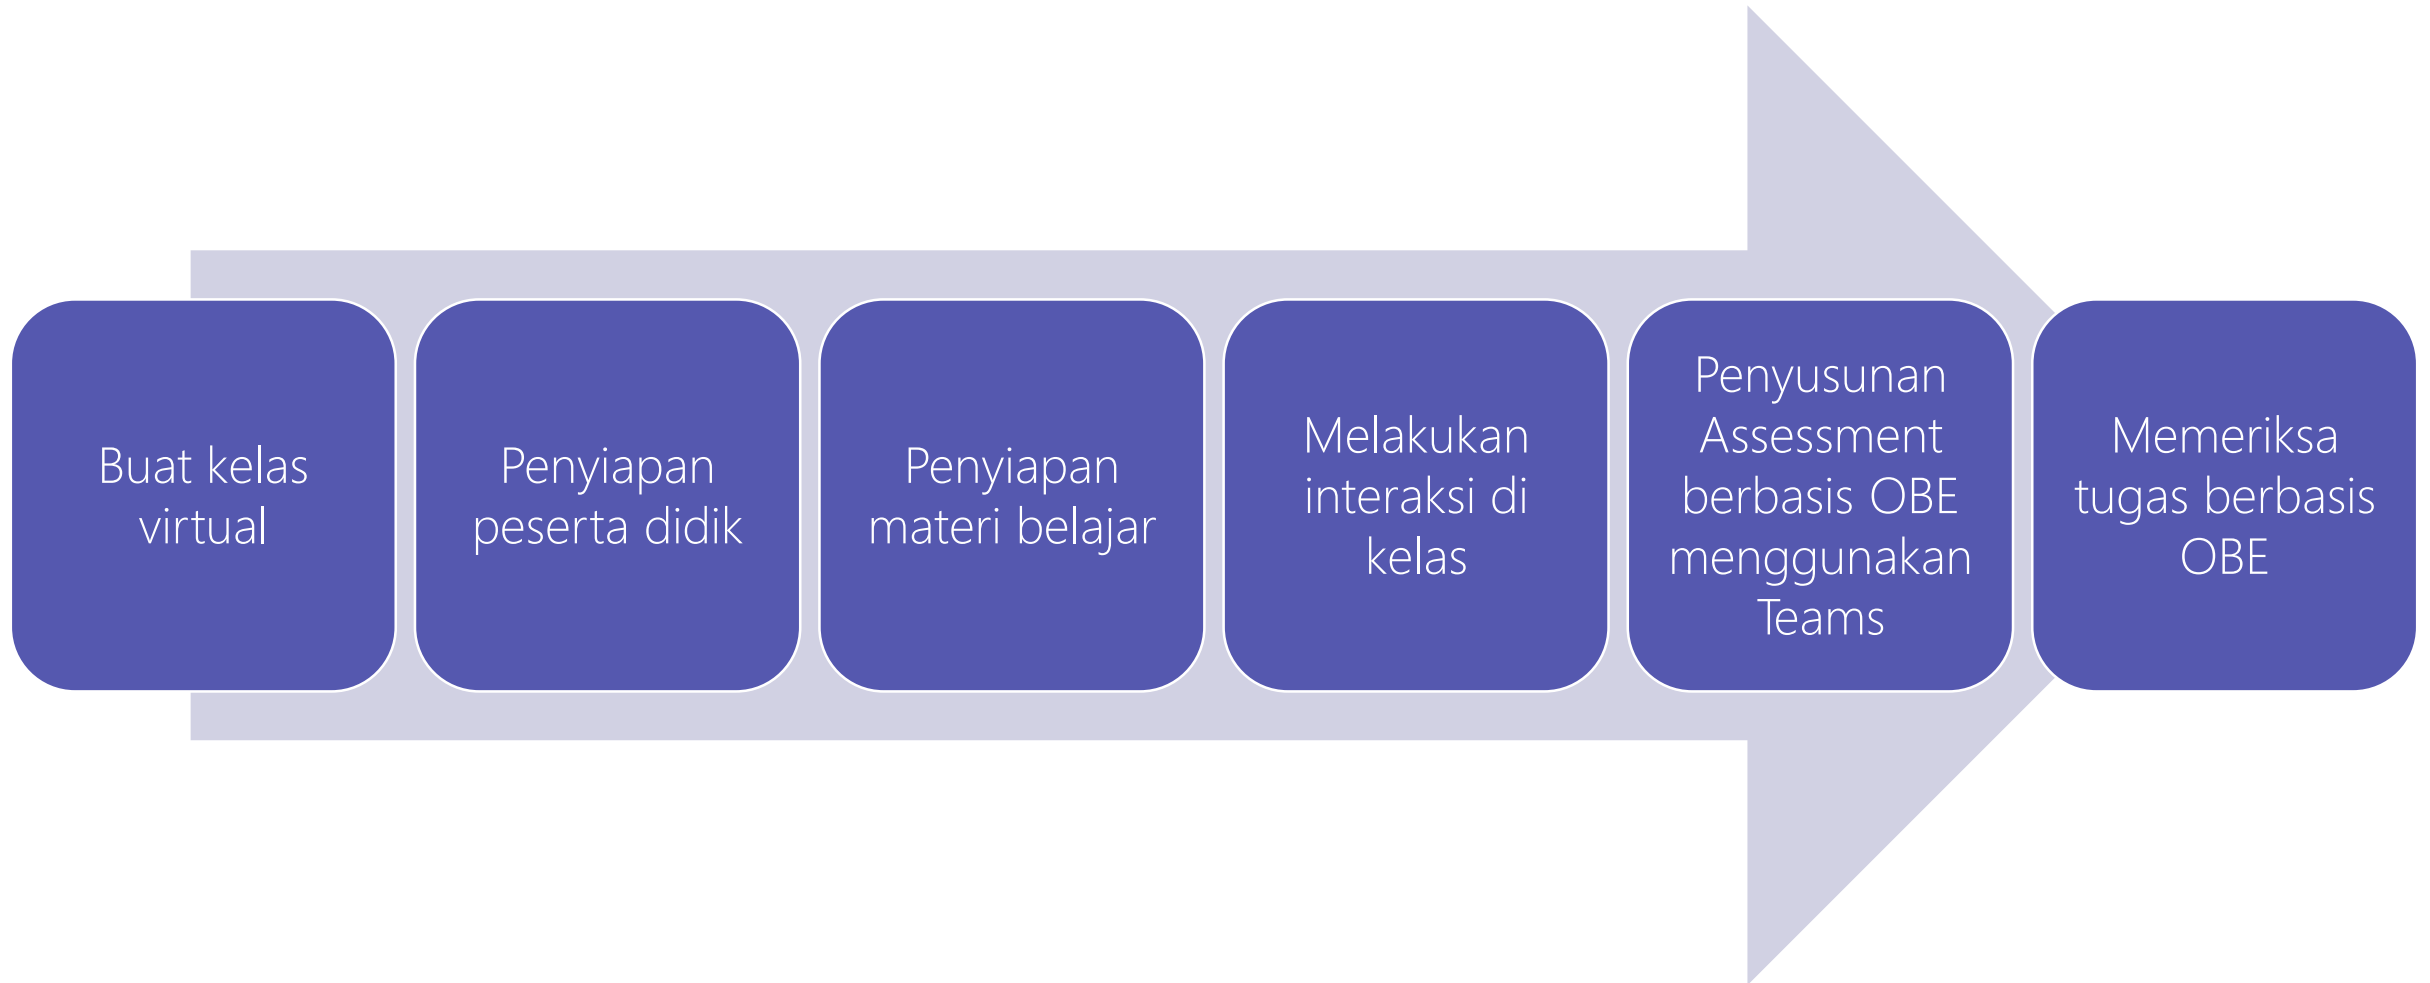 Buat kelas
virtual
Penyiapan
peserta didik
Penyiapan
materi belajar
Melakukan
interaksi di
kelas
Penyusunan
Assessment
berbasis OBE
menggunakan
Teams
Memeriksa
tugas berbasis
OBE